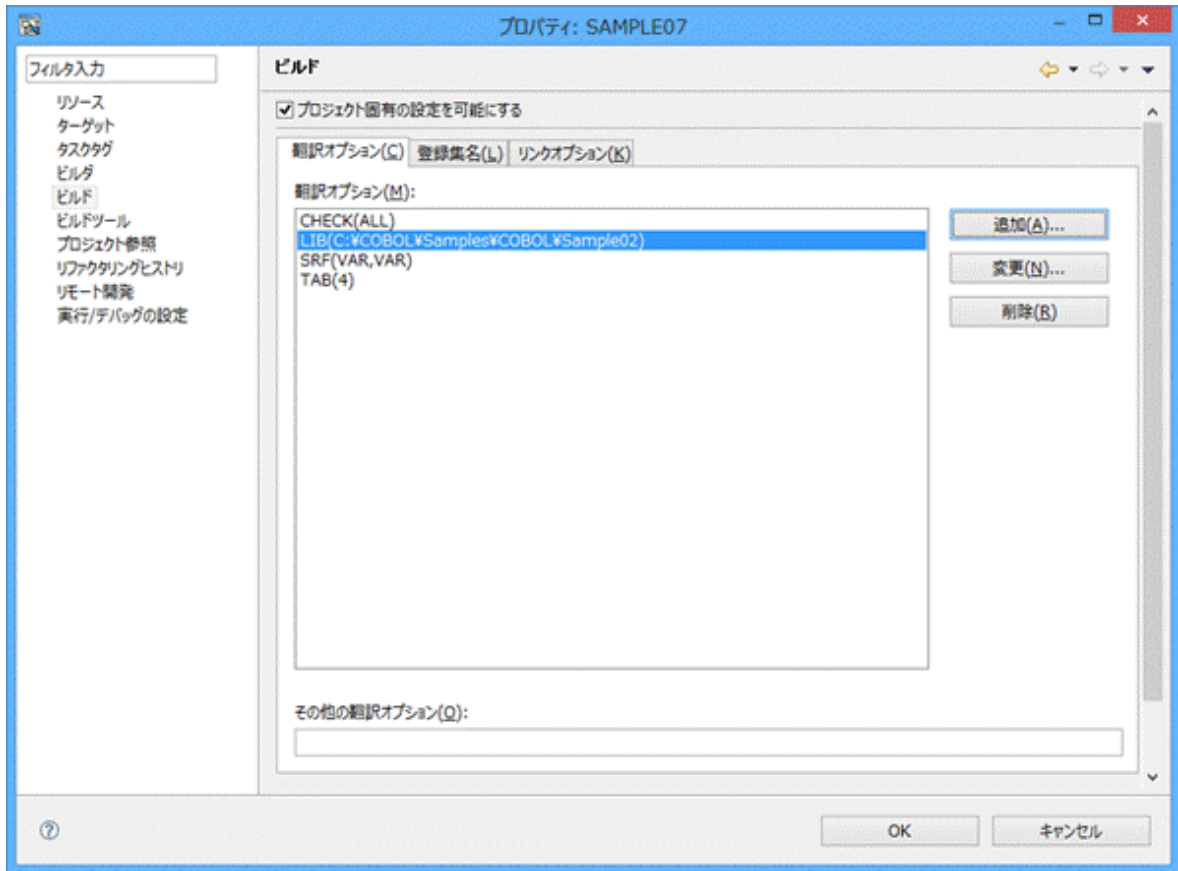 プロパティ: SAMPLE07
フィルタ入力
リソース
ターゲット
タスクタグ
ビルダ
ビルド
ビルドツール
プロジェクト参照
リファクタリングヒストリ
リモート開発
実行/デバッグの設定
ビルド
プロジェクト固有の設定を可能にする
翻訳オプション(C) 登録集名(L) リンクオプション(K)
翻訳オプション(M):
CHECK(ALL)
LIB(C:¥COBOL¥Samples¥COBOL¥Sample02)
SRF(VAR,VAR)
TAB(4)
追加(A)...
変更(N)...
削除(R)
その他の翻訳オプション(O):
OK キャンセル